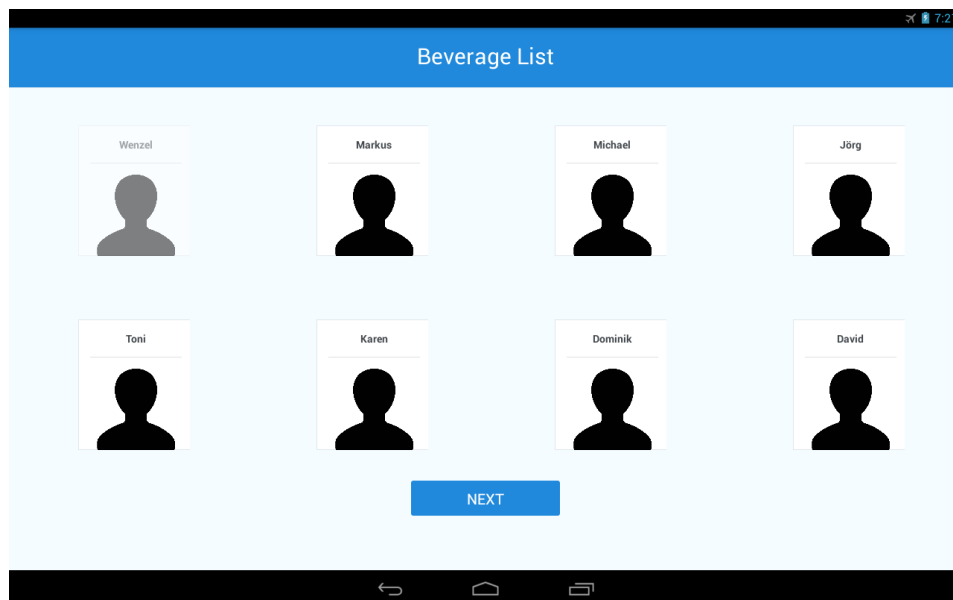 7:2
Beverage List
Wenzel
Markus
Michael
Jörg
Toni
Karen
Dominik
David
NEXT